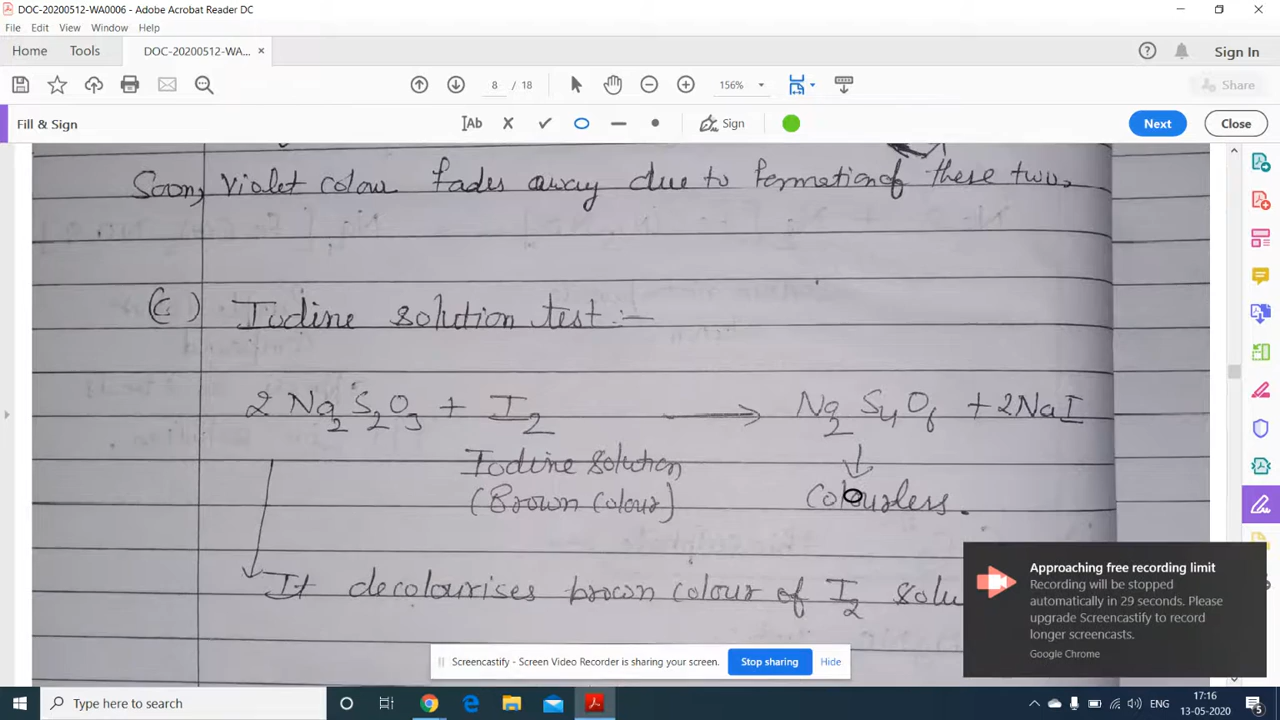 DOC-20200512-WA0006 - Adobe Acrobat Reader DC
File Edit View Window Help
Home Tools DOC-20200512-WA... × Sign In
8 / 18 156% Share
Fill & Sign Ab Sign Next Close
Soon, violet colour fades away due to formation of these two.
(c) Iodine solution test :-
2 Na2S2O3 + I2 → Na2S4O6 + 2NaI
Iodine solution
(Brown colour) Colourless.
It decolourises brown colour of I2 solu
Approaching free recording limit
Recording will be stopped
automatically in 29 seconds. Please
upgrade Screencastify to record
longer screencasts.
Google Chrome
Screencastify - Screen Video Recorder is sharing your screen. Stop sharing Hide
Type here to search
ENG 17:16
13-05-2020 5